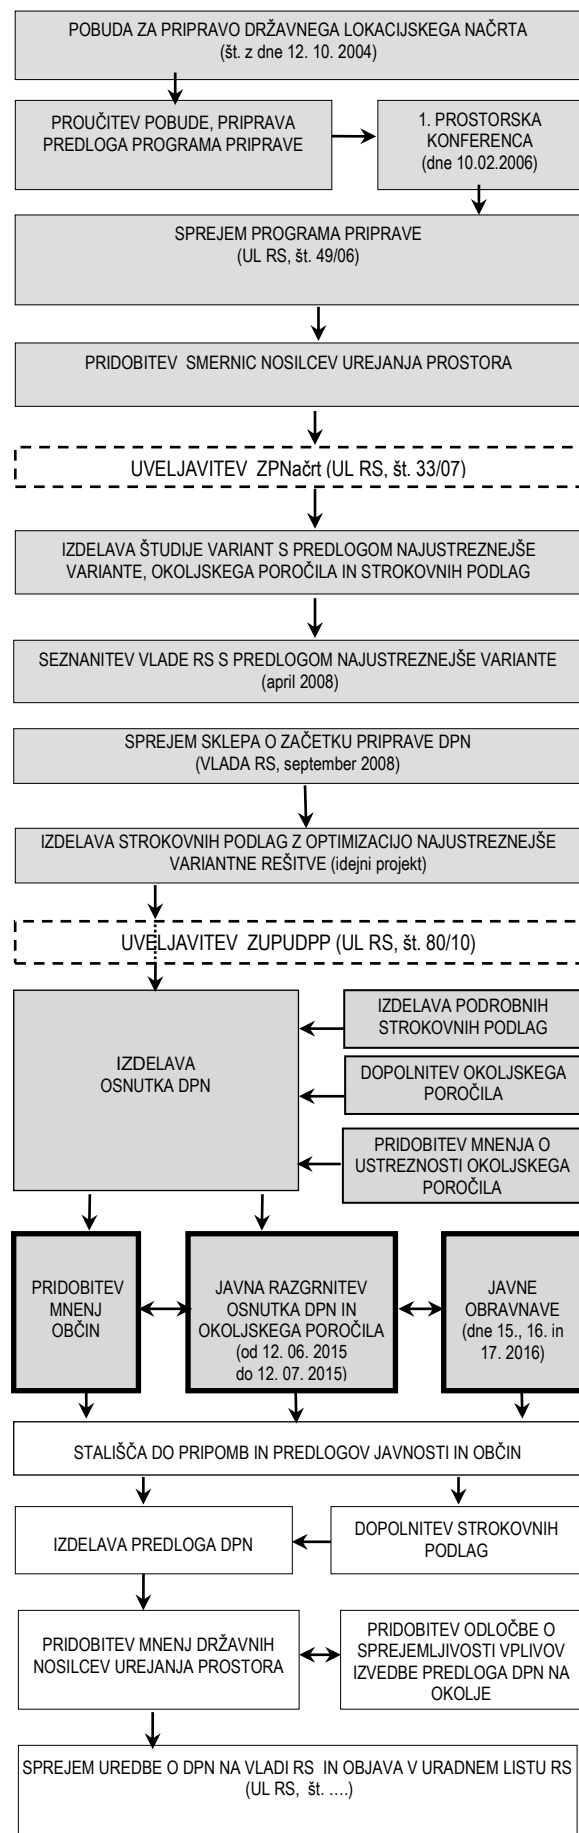 POBUDA ZA PRIPRAVO DRŽAVNEGA LOKACIJSKEGA NAČRTA
(št. z dne 12. 10. 2004)
PROUČITEV POBUDE, PRIPRAVA
PREDLOGA PROGRAMA PRIPRAVE
1. PROSTORSKA
KONFERENCA
(dne 10.02.2006)
SPREJEM PROGRAMA PRIPRAVE
(UL RS, št. 49/06)
PRIDOBITEV SMERNIC NOSILCEV UREJANJA PROSTORA
UVELJAVITEV ZPNačrt (UL RS, št. 33/07)
IZDELAVA ŠTUDIJE VARIANT S PREDLOGOM NAJUSTREZNEJŠE
VARIANTE, OKOLJSKEGA POROČILA IN STROKOVNIH PODLAG
SEZNANITEV VLADE RS S PREDLOGOM NAJUSTREZNEJŠE VARIANTE
(april 2008)
SPREJEM SKLEPA O ZAČETKU PRIPRAVE DPN
(VLADA RS, september 2008)
IZDELAVA STROKOVNIH PODLAG Z OPTIMIZACIJO NAJUSTREZNEJŠE
VARIANTNE REŠITVE (idejni projekt)
UVELJAVITEV ZUPUDPP (UL RS, št. 80/10)
IZDELAVA
OSNUTKA DPN
IZDELAVA PODROBNIH
STROKOVNIH PODLAG
DOPOLNITEV OKOLJSKEGA
POROČILA
PRIDOBITEV MNENJA O
USTREZNOSTI OKOLJSKEGA
POROČILA
PRIDOBITEV
MNENJ
OBČIN
JAVNA RAZGRNITEV
OSNUTKA DPN IN
OKOLJSKEGA POROČILA
(od 12. 06. 2015
do 12. 07. 2015)
JAVNE
OBRAVNAVE
(dne 15., 16. in
17. 2016)
STALIŠČA DO PRIPOMB IN PREDLOGOV JAVNOSTI IN OBČIN
IZDELAVA PREDLOGA DPN
DOPOLNITEV STROKOVNIH
PODLAG
PRIDOBITEV MNENJ DRŽAVNIH
NOSILCEV UREJANJA PROSTORA
PRIDOBITEV ODLOČBE O
SPREJEMLJIVOSTI VPLIVOV
IZVEDBE PREDLOGA DPN NA
OKOLJE
SPREJEM UREDBE O DPN NA VLADI RS IN OBJAVA V URADNEM LISTU RS
(UL RS, št. ....)